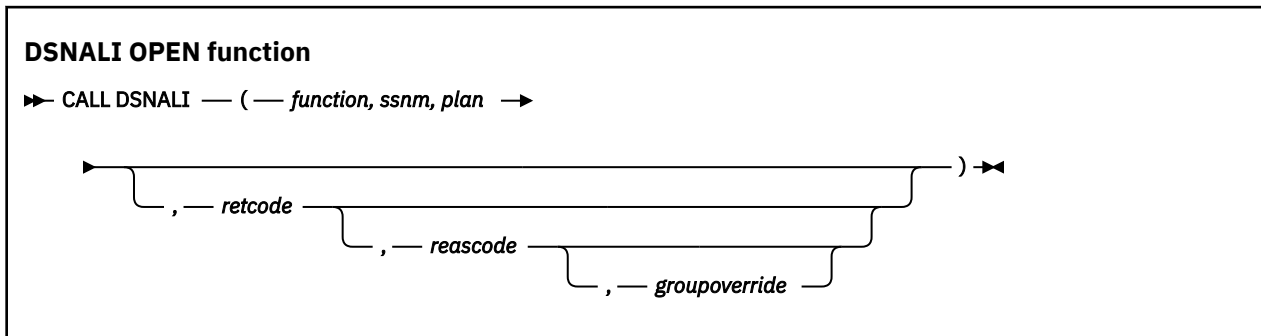 DSNALI OPEN function
CALL DSNALI ( function, ssnm, plan
)
, retcode
, reascode
, groupoverride